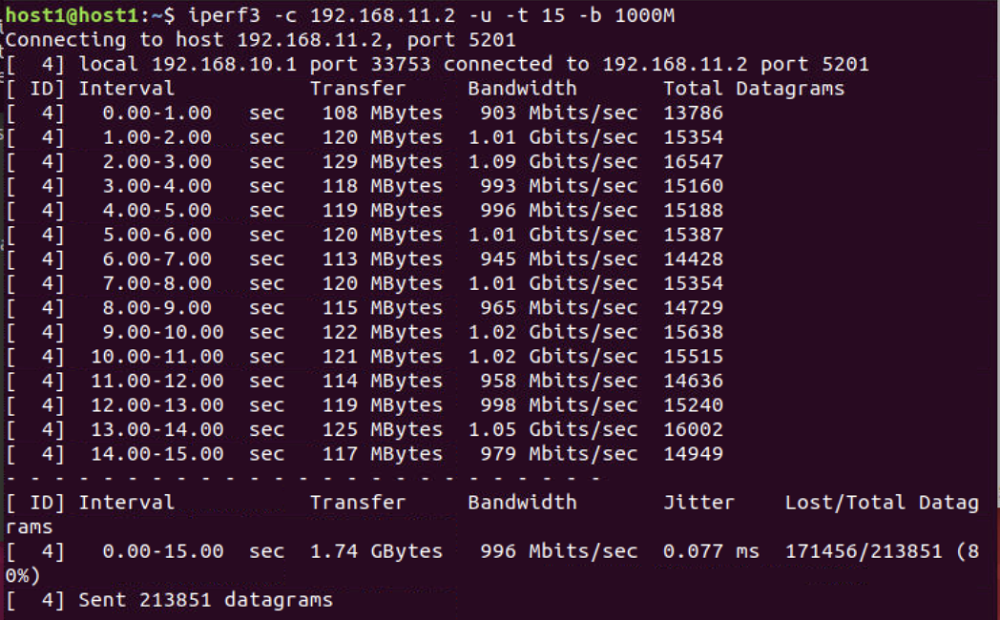 host1@host1:~$ iperf3 -c 192.168.11.2 -u -t 15 -b 1000M
Connecting to host 192.168.11.2, port 5201
[  4] local 192.168.10.1 port 33753 connected to 192.168.11.2 port 5201
[ ID] Interval           Transfer     Bandwidth       Total Datagrams
[  4]   0.00-1.00   sec   108 MBytes   903 Mbits/sec  13786
[  4]   1.00-2.00   sec   120 MBytes  1.01 Gbits/sec  15354
[  4]   2.00-3.00   sec   129 MBytes  1.09 Gbits/sec  16547
[  4]   3.00-4.00   sec   118 MBytes   993 Mbits/sec  15160
[  4]   4.00-5.00   sec   119 MBytes   996 Mbits/sec  15188
[  4]   5.00-6.00   sec   120 MBytes  1.01 Gbits/sec  15387
[  4]   6.00-7.00   sec   113 MBytes   945 Mbits/sec  14428
[  4]   7.00-8.00   sec   120 MBytes  1.01 Gbits/sec  15354
[  4]   8.00-9.00   sec   115 MBytes   965 Mbits/sec  14729
[  4]   9.00-10.00  sec   122 MBytes  1.02 Gbits/sec  15638
[  4]  10.00-11.00  sec   121 MBytes  1.02 Gbits/sec  15515
[  4]  11.00-12.00  sec   114 MBytes   958 Mbits/sec  14636
[  4]  12.00-13.00  sec   119 MBytes   998 Mbits/sec  15240
[  4]  13.00-14.00  sec   125 MBytes  1.05 Gbits/sec  16002
[  4]  14.00-15.00  sec   117 MBytes   979 Mbits/sec  14949
- - - - - - - - - - - - - - - - - - - - - - - - -
[ ID] Interval           Transfer     Bandwidth       Jitter    Lost/Total Datag
rams
[  4]   0.00-15.00  sec  1.74 GBytes   996 Mbits/sec  0.077 ms  171456/213851 (8
0%)
[  4] Sent 213851 datagrams